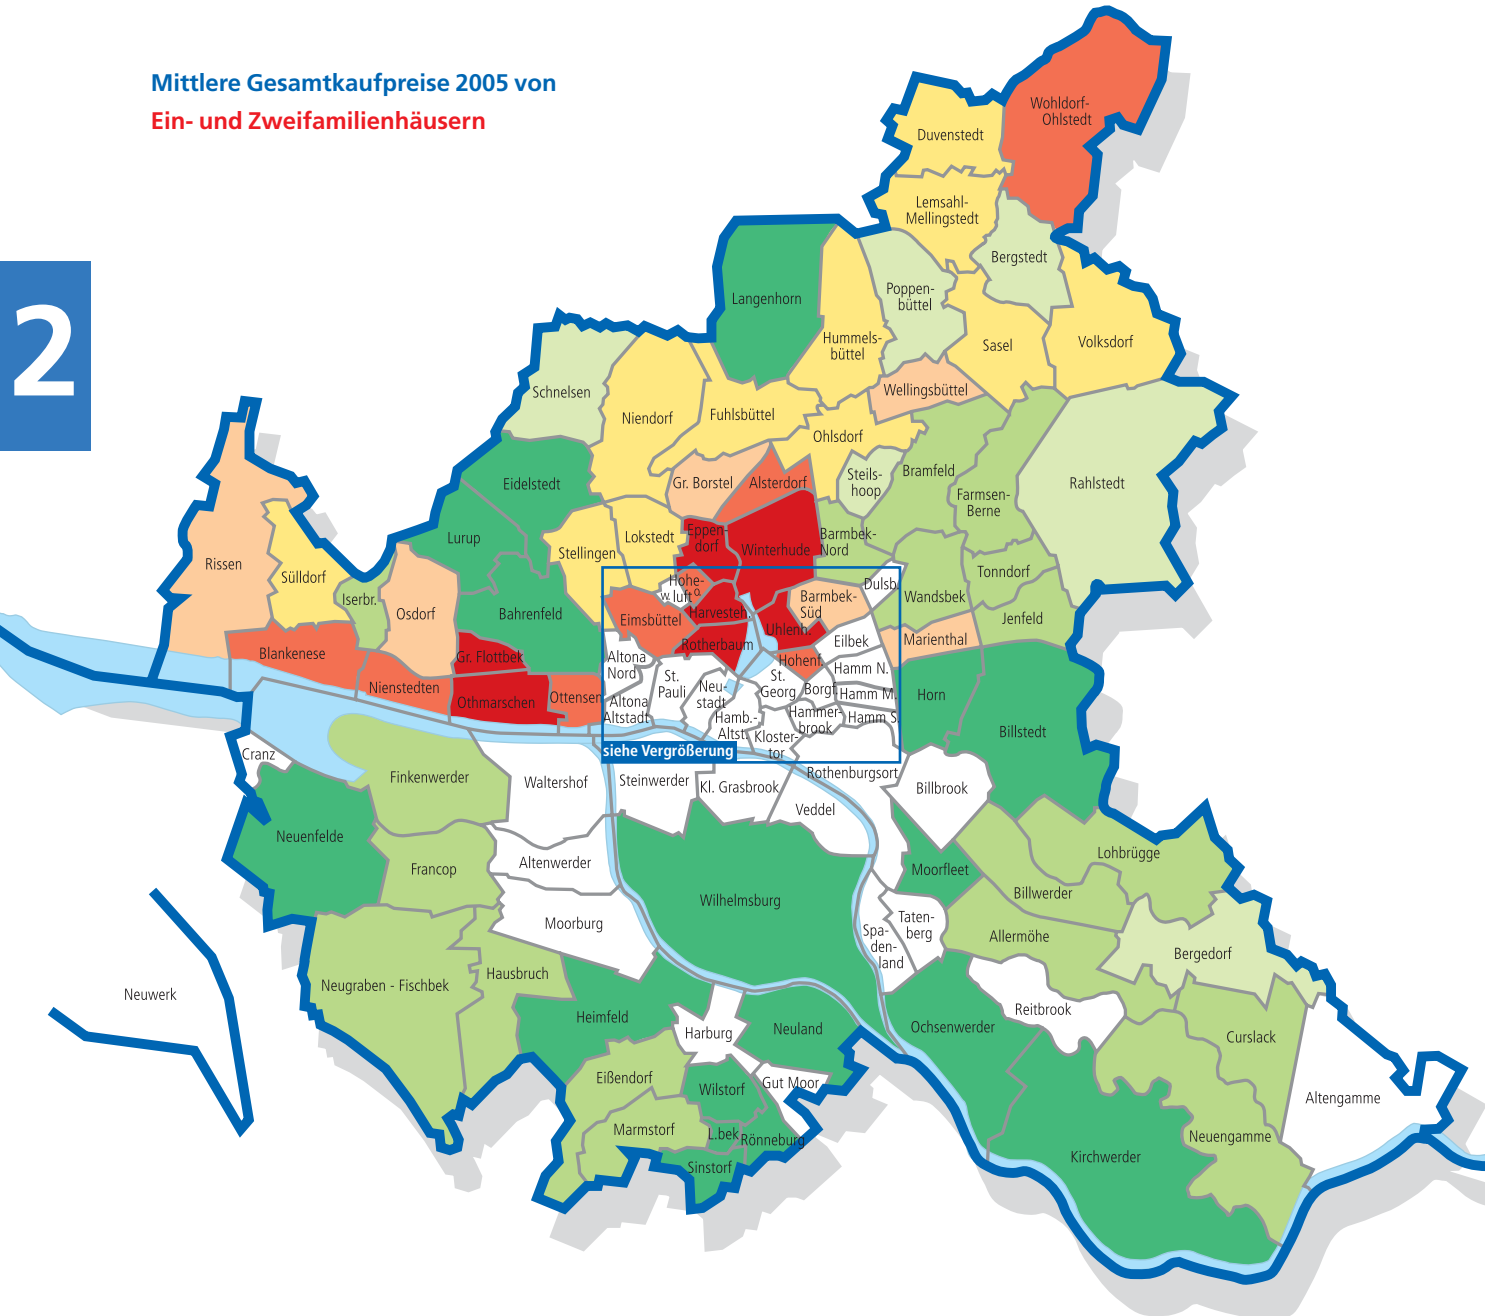 Mittlere Gesamtkaufpreise 2005 von
Ein- und Zweifamilienhäusern
2
Wohldorf-
Ohlstedt
Duvenstedt
Lemsahl-
Mellingstedt
Bergstedt
Poppen-
büttel
Langenhorn
Hummels-
büttel
Sasel
Volksdorf
Schnelsen
Niendorf
Fuhlsbüttel
Wellingsbüttel
Ohlsdorf
Steils-
hoop
Bramfeld
Farmsen-
Berne
Rahlstedt
Eidelstedt
Gr. Borstel
Alsterdorf
Lurup
Stellingen
Lokstedt
Eppen-
dorf
Winterhude
Barmbek-
Nord
Rissen
Sülldorf
Iserbr.
Osdorf
Bahrenfeld
Hohe-
w.luft
O.
Eimsbüttel
Harvesteh.
Rotherbaum
Uhlenh.
Barmbek-
Süd
Dulsb.
Wandsbek
Tonndorf
Jenfeld
Marienthal
Eilbek
Blankenese
Nienstedten
Gr. Flottbek
Othmarschen
Ottensen
Altona
Nord
Altona
Altstadt
St.
Pauli
Neu-
stadt
Hamb.-
Altst.
St.
Georg
Hohenf.
Borgf.
Hamm N.
Hamm M.
Hamm S.
Hammer-
brook
Kloster-
tor
Horn
Billstedt
siehe Vergrößerung
Cranz
Finkenwerder
Waltershof
Steinwerder
Kl. Grasbrook
Veddel
Rothenburgsort
Billbrook
Neuenfelde
Francop
Altenwerder
Moorburg
Wilhelmsburg
Moorfleet
Lohbrügge
Billwerder
Allermöhe
Bergedorf
Spa-
den-
land
Taten-
berg
Neuwerk
Neugraben - Fischbek
Hausbruch
Heimfeld
Harburg
Neuland
Gut Moor
Ochsenwerder
Reitbrook
Curslack
Altengamme
Eißendorf
Wilstorf
Marmstorf
L.bek
Rönneburg
Sinstorf
Kirchwerder
Neuengamme